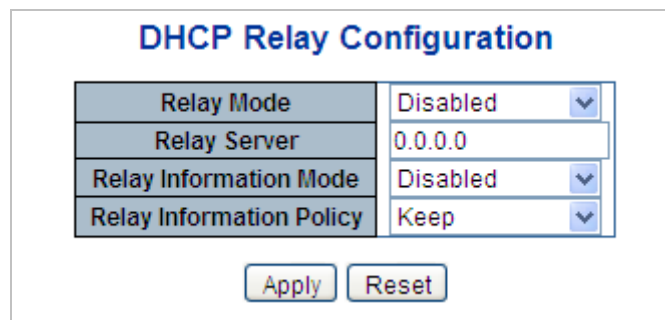 DHCP Relay Configuration
Relay Mode Disabled
Relay Server 0.0.0.0
Relay Information Mode Disabled
Relay Information Policy Keep
Apply Reset